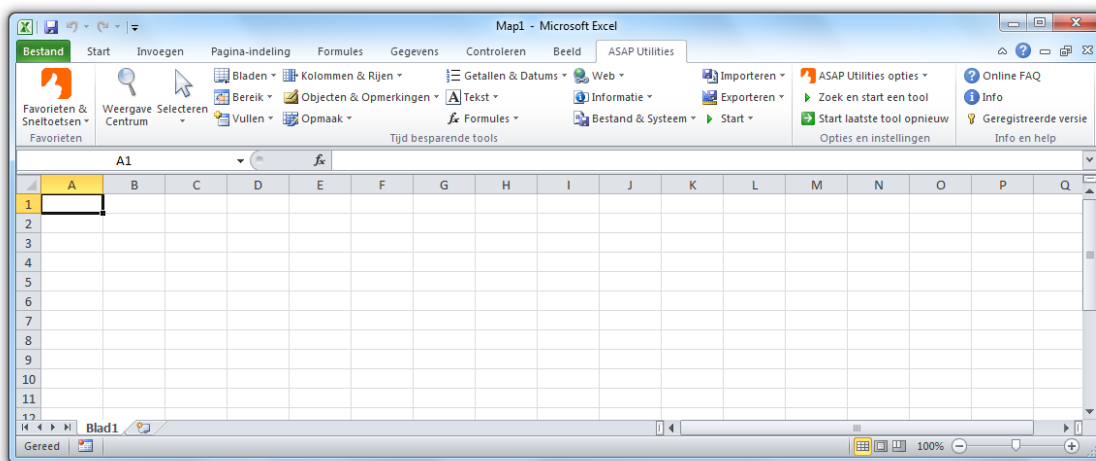 Map1 - Microsoft Excel
Bestand Start Invoegen Pagina-indeling Formules Gegevens Controleren Beeld ASAP Utilities
Bladen Kolommen & Rijen Getallen & Datums Web Importeren ASAP Utilities opties Online FAQ
Favorieten & Sneltoetsen Weergave Centrum Selecteren Bereik Objecten & Opmerkingen Tekst Informatie Exporteren Zoek en start een tool Info
Vullen Opmaak Formules Bestand & Systeem Start Start laatste tool opnieuw Geregistreerde versie
Favorieten Tijd besparende tools Opties en instellingen Info en help
A1 fx
A B C D E F G H I J K L M N O P Q
1
2
3
4
5
6
7
8
9
10
11
12
Blad1
Gereed 100%